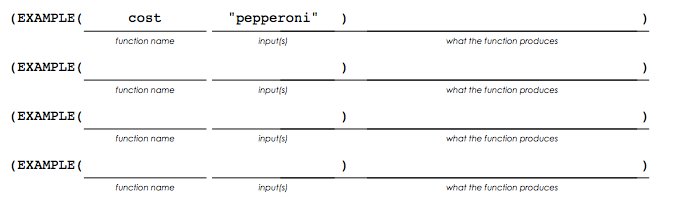 (EXAMPLE( cost "pepperoni" ) )
function name input(s) what the function produces
(EXAMPLE( ) )
function name input(s) what the function produces
(EXAMPLE( ) )
function name input(s) what the function produces
(EXAMPLE( ) )
function name input(s) what the function produces